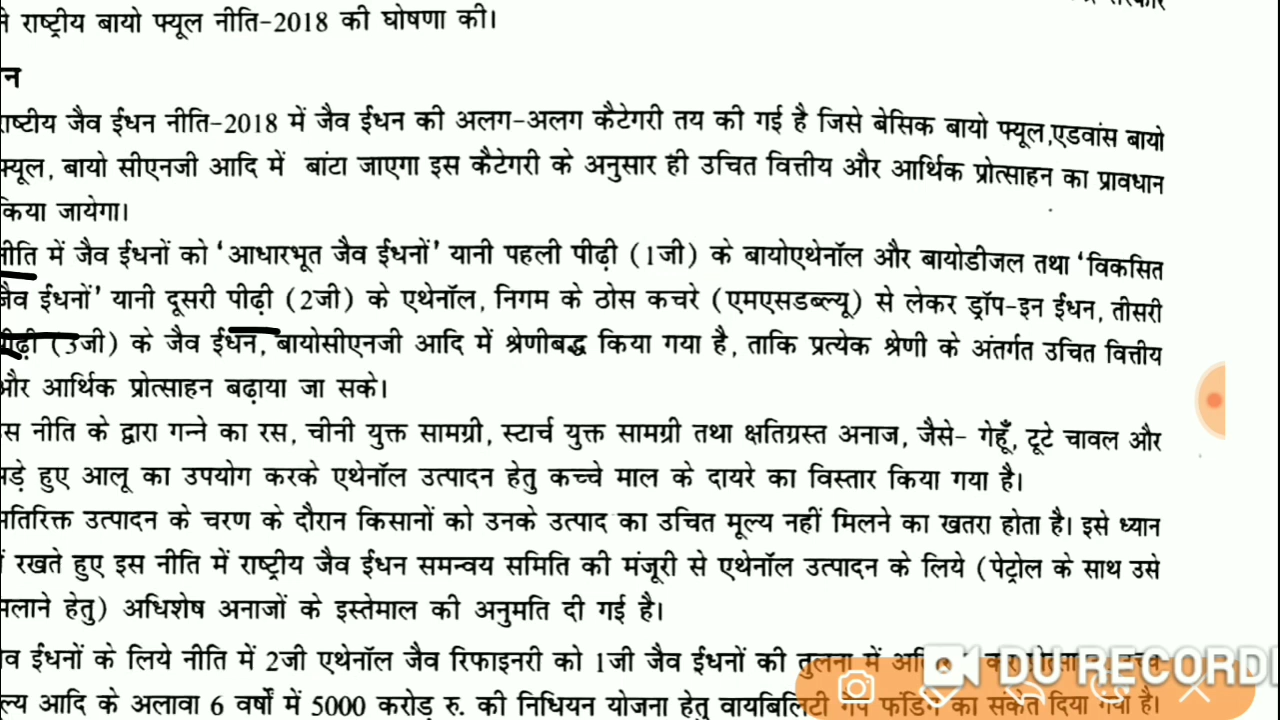 सरकार
ने राष्ट्रीय बायो फ्यूल नीति-2018 की घोषणा की।
न
राष्टीय जैव ईधन नीति-2018 में जैव ईधन की अलग-अलग कैटेगरी तय की गई है जिसे बेसिक बायो फ्यूल,एडवांस बायो
फ्यूल, बायो सीएनजी आदि में बांटा जाएगा इस कैटेगरी के अनुसार ही उचित वित्तीय और आर्थिक प्रोत्साहन का प्रावधान
किया जायेगा।
नीति में जैव ईधनों को ‘आधारभूत जैव ईधनों’ यानी पहली पीढ़ी (1जी) के बायोएथेनॉल और बायोडीजल तथा ‘विकसित
जैव ईधनों’ यानी दूसरी पीढ़ी (2जी) के एथेनॉल, निगम के ठोस कचरे (एमएसडब्ल्यू) से लेकर ड्रॉप-इन ईधन, तीसरी
पीढ़ी (3जी) के जैव ईधन, बायोसीएनजी आदि में श्रेणीबद्ध किया गया है, ताकि प्रत्येक श्रेणी के अंतर्गत उचित वित्तीय
और आर्थिक प्रोत्साहन बढ़ाया जा सके।
स नीति के द्वारा गन्ने का रस, चीनी युक्त सामग्री, स्टार्च युक्त सामग्री तथा क्षतिग्रस्त अनाज, जैसे- गेहूँ, टूटे चावल और
ड़े हुए आलू का उपयोग करके एथेनॉल उत्पादन हेतु कच्चे माल के दायरे का विस्तार किया गया है।
तिरिक्त उत्पादन के चरण के दौरान किसानों को उनके उत्पाद का उचित मूल्य नहीं मिलने का खतरा होता है। इसे ध्यान
रखते हुए इस नीति में राष्ट्रीय जैव ईधन समन्वय समिति की मंजूरी से एथेनॉल उत्पादन के लिये (पेट्रोल के साथ उसे
मलाने हेतु) अधिशेष अनाजों के इस्तेमाल की अनुमति दी गई है।
व ईधनों के लिये नीति में 2जी एथेनॉल जैव रिफाइनरी को 1जी जैव ईधनों की तुलना में
DU RECORD
ल्य आदि के अलावा 6 वर्षों में 5000 करोड़ रु. की निधियन योजना हेतु वायबिलिटी गैप फंडिंग का संकेत दिया गया है।